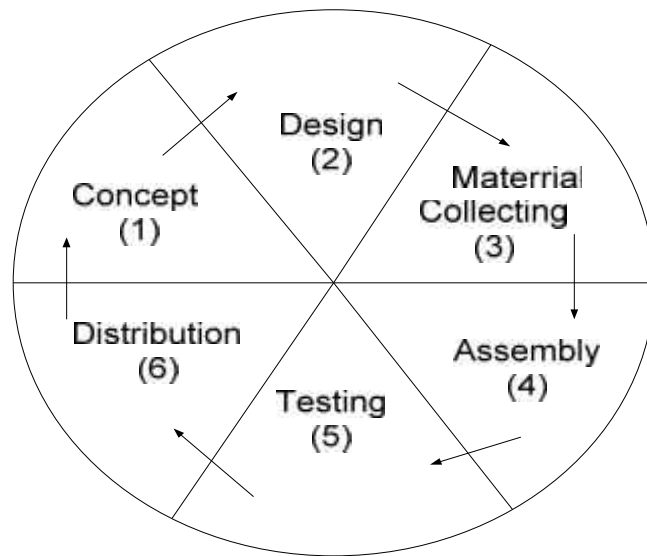 Concept
(1)
Design
(2)
Materrial
Collecting
(3)
Assembly
(4)
Testing
(5)
Distribution
(6)